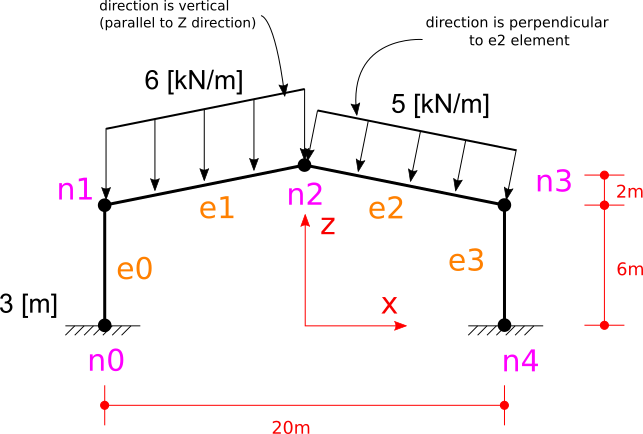 direction is vertical
(parallel to Z direction)
direction is perpendicular
to e2 element
6 [kN/m]
5 [kN/m]
n1
n2
n3
2m
e1
e2
z
e0
e3
6m
3 [m]
x
n0
n4
20m